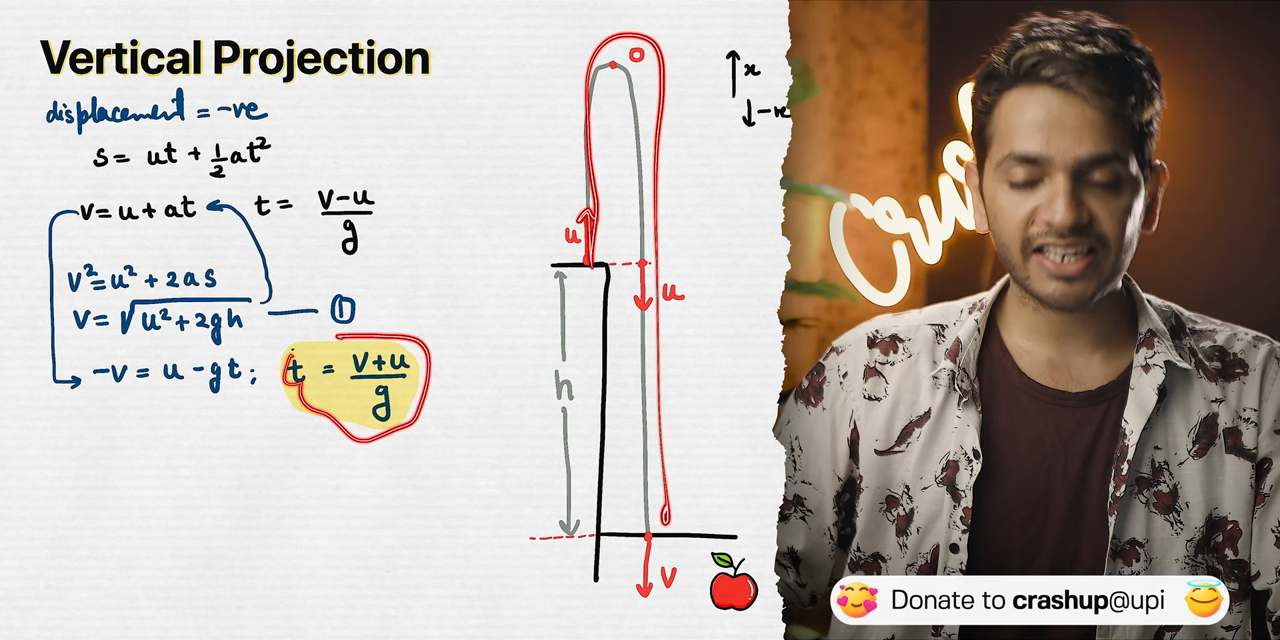 Vertical Projection
displacement = -ve
s = ut + 1/2 at²
v = u + at t = v-u/g
v² = u² + 2as
v = √u² + 2gh ①
-v = u - gt; t = v+u/g
0
x
-ve
u
u
h
v
Donate to crashup@upi